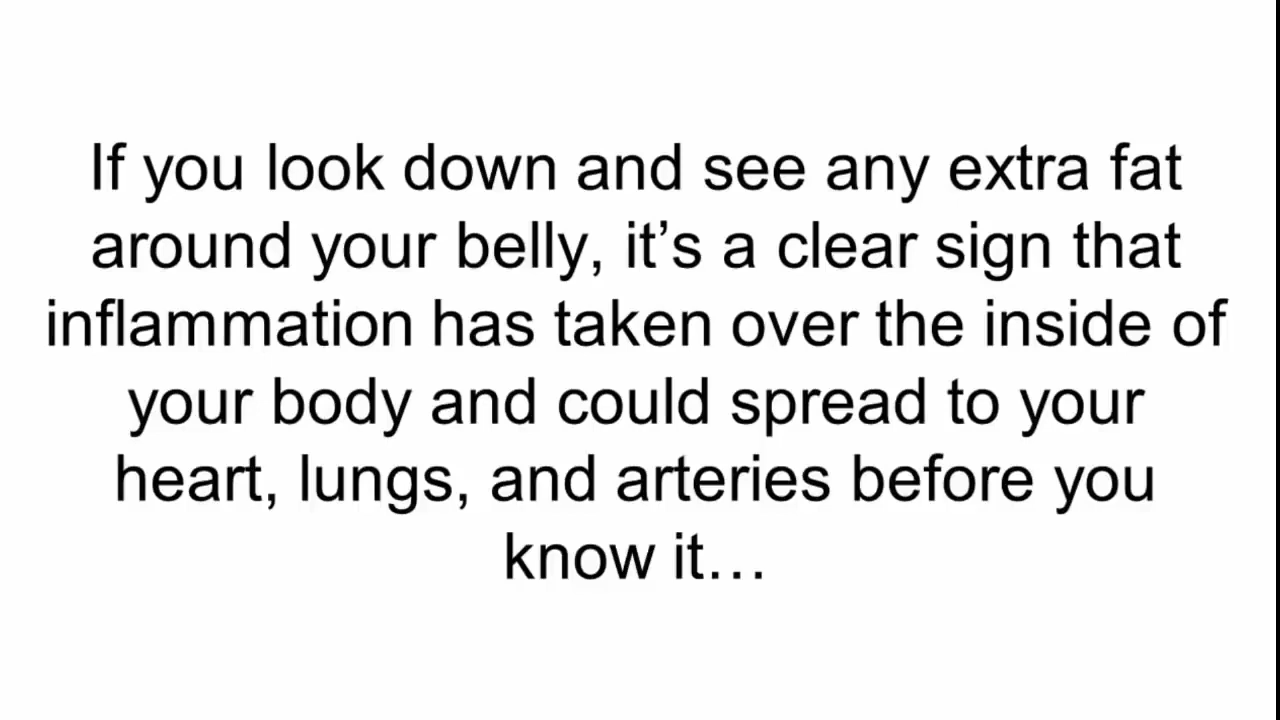 If you look down and see any extra fat
around your belly, it’s a clear sign that
inflammation has taken over the inside of
your body and could spread to your
heart, lungs, and arteries before you
know it…